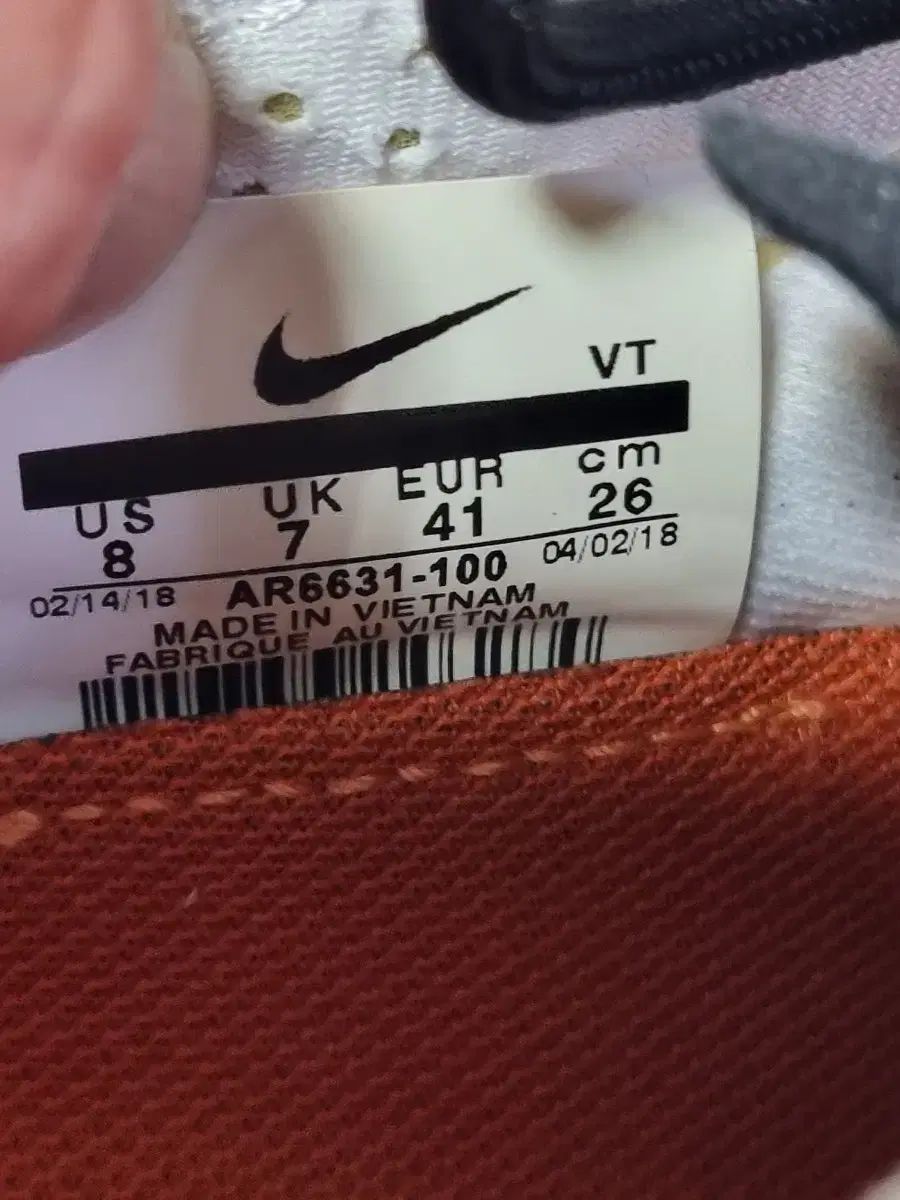 VT
US UK EUR cm
8 7 41 26
02/14/18 AR6631-100 04/02/18
MADE IN VIETNAM
FABRIQUE AU VIETNAM